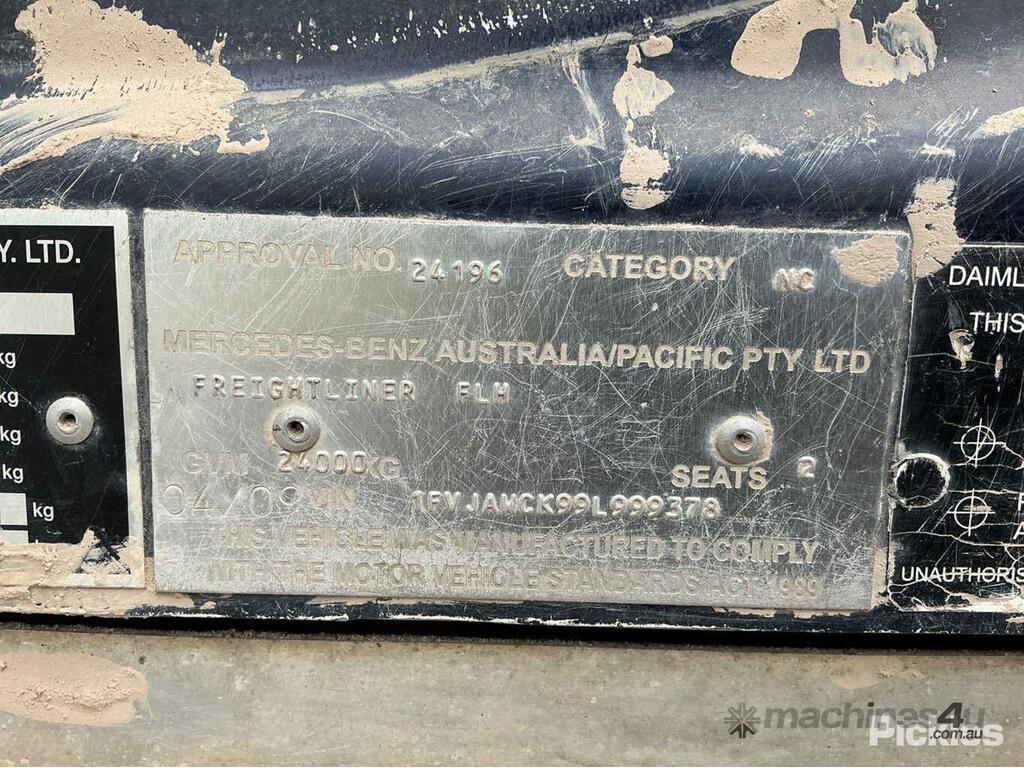 Y. LTD.
kg
kg
kg
kg
kg
APPROVAL NO. 24196 CATEGORY NC
MERCEDES-BENZ AUSTRALIA/PACIFIC PTY LTD
FREIGHTLINER FLH
GVM 24000KG SEATS 2
04/09 VIN 1FVJAMCK99L999378
THIS VEHICLE WAS MANUFACTURED TO COMPLY
WITH THE MOTOR VEHICLE STANDARDS ACT 1989
DAIML
THIS
UNAUTHORIS
machines4u
.com.au
Pickles